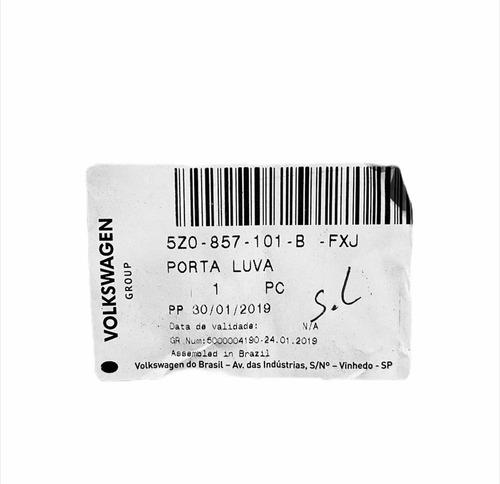 VOLKSWAGEN
GROUP
5Z0-857-101-B -FXJ
PORTA LUVA
1 PC
PP 30/01/2019
S.L
Data de validade: N/A
GR.Num:5000004190-24.01.2019
Assembled in Brazil
Volkswagen do Brasil – Av. das Indústrias, S/Nº – Vinhedo - SP